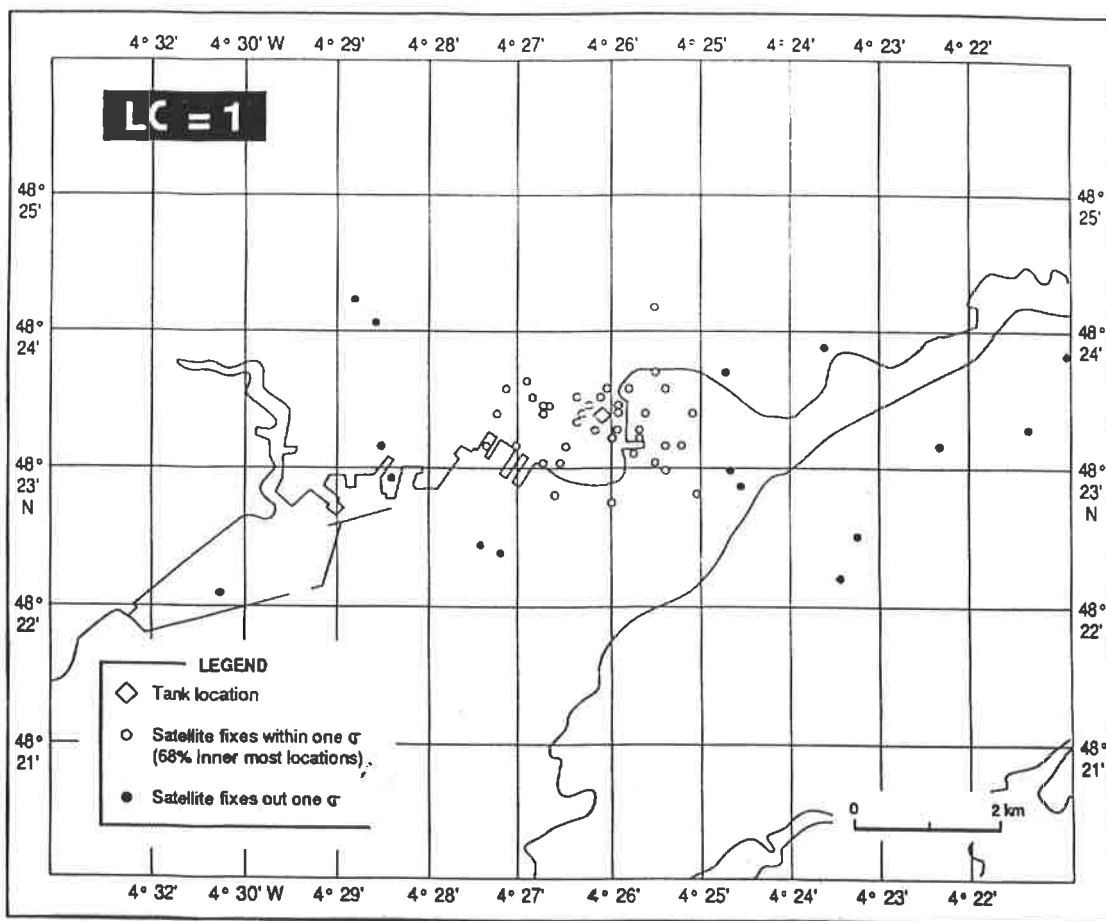 4° 32' 4° 30' W 4° 29' 4° 28' 4° 27' 4° 26' 4° 25' 4° 24' 4° 22'
LC = 1
48° 25' 48° 25'
48° 24' 48° 24'
48° 23' N 48° 23' N
48° 22' 48° 22'
LEGEND
Tank location
Satellite fixes within one σ
(68% inner most locations)
Satellite fixes out one σ
48° 21' 48° 21'
0 2 km
4° 32' 4° 30' W 4° 29' 4° 28' 4° 27' 4° 26' 4° 25' 4° 24' 4° 23' 4° 22'